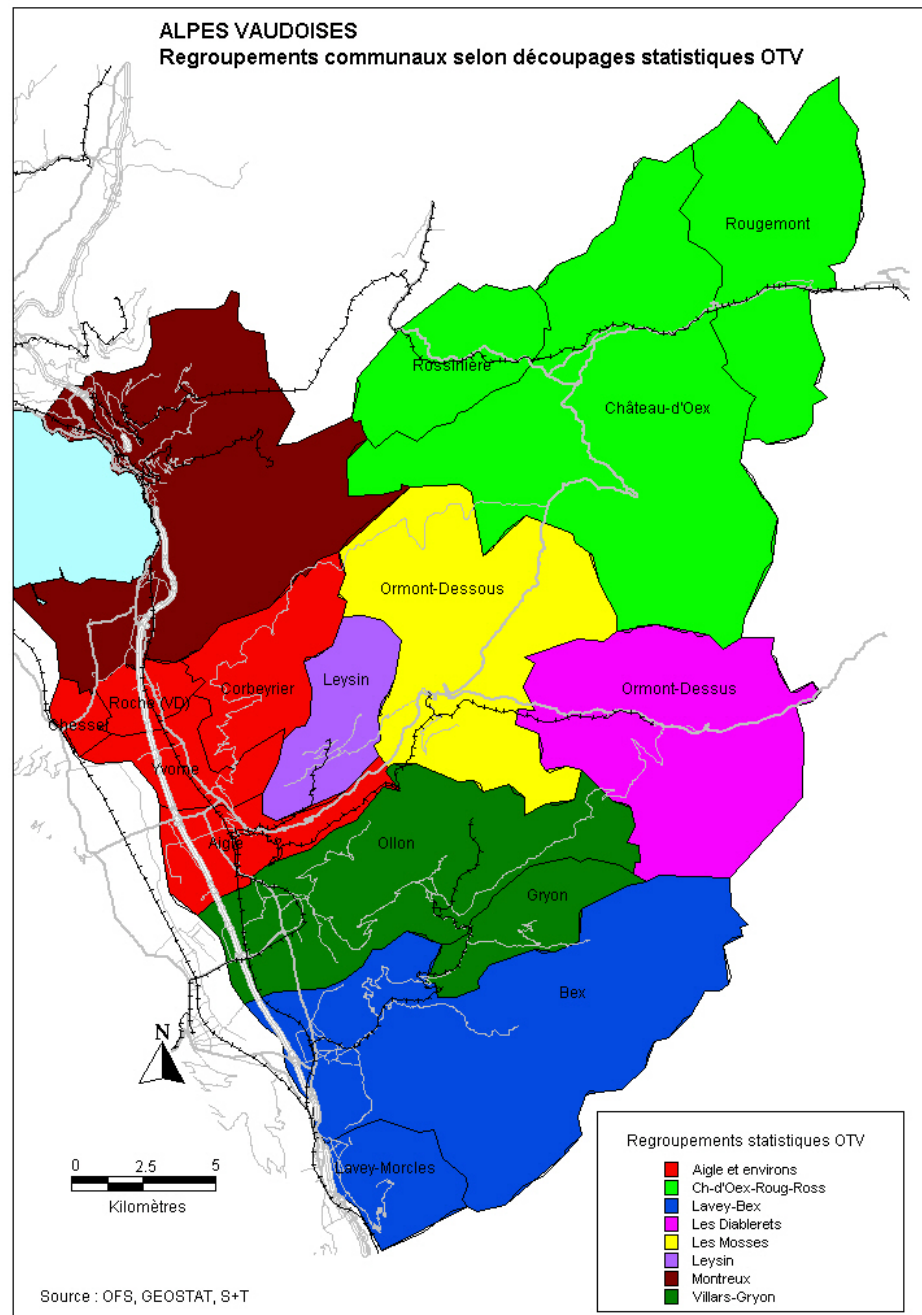 ALPES VAUDOISES
Regroupements communaux selon découpages statistiques OTV
Rougemont
Rossinière
Château-d'Oex
Ormont-Dessous
Leysin
Ormont-Dessus
Corbeyrier
Roche (VD)
Chessel
Yvorne
Aigle
Ollon
Gryon
Bex
N
Lavey-Morcles
0 2.5 5
Kilomètres
Regroupements statistiques OTV
Aigle et environs
Ch-d'Oex-Roug-Ross
Lavey-Bex
Les Diablerets
Les Mosses
Leysin
Montreux
Villars-Gryon
Source : OFS, GEOSTAT, S+T